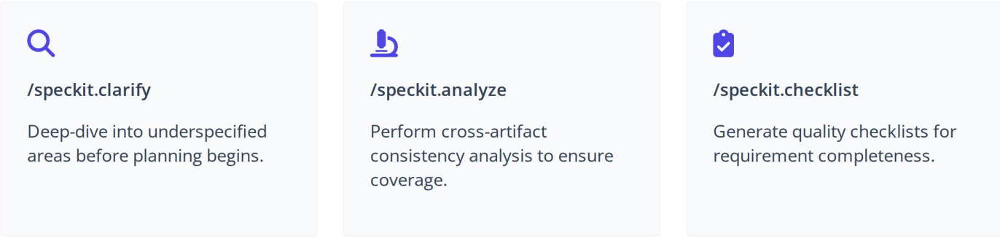 /speckit.clarify
Deep-dive into underspecified
areas before planning begins.
/speckit.analyze
Perform cross-artifact
consistency analysis to ensure
coverage.
/speckit.checklist
Generate quality checklists for
requirement completeness.